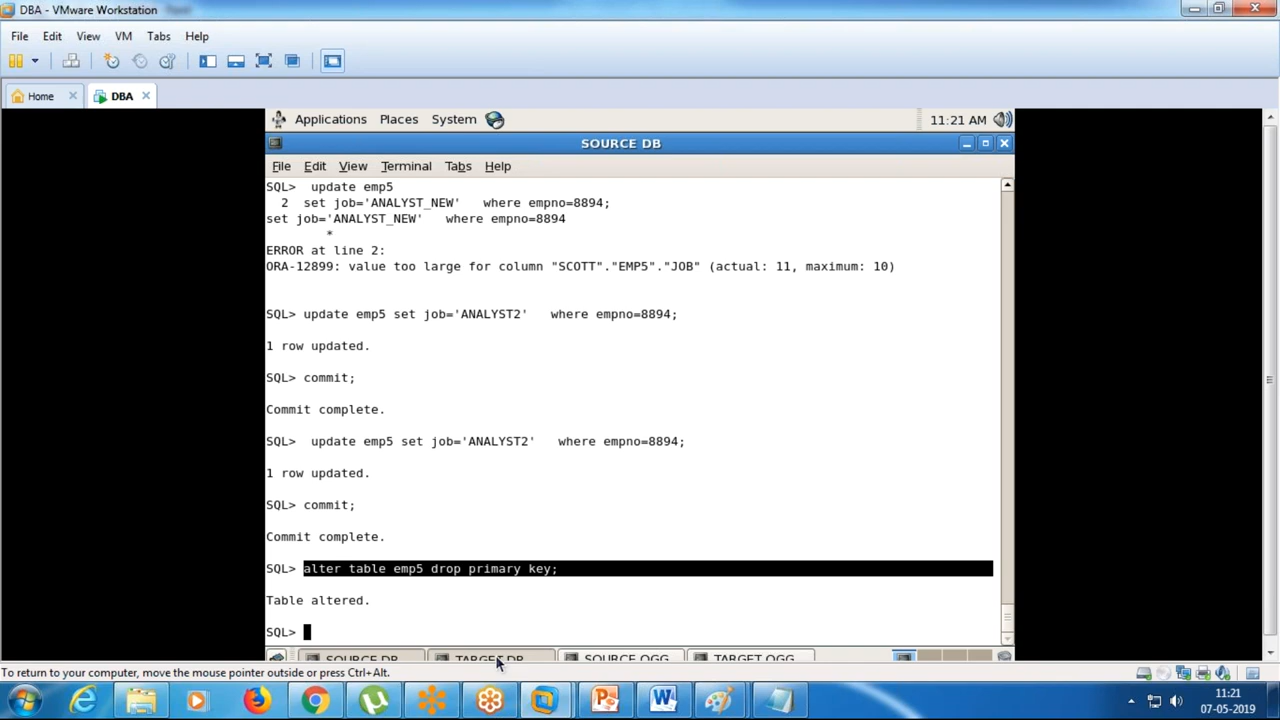 DBA - VMware Workstation
File Edit View VM Tabs Help
Home DBA
Applications Places System 11:21 AM
SOURCE DB
File Edit View Terminal Tabs Help
SQL>  update emp5
  2  set job='ANALYST_NEW'   where empno=8894;
set job='ANALYST_NEW'   where empno=8894
        *
ERROR at line 2:
ORA-12899: value too large for column "SCOTT"."EMP5"."JOB" (actual: 11, maximum: 10)
SQL> update emp5 set job='ANALYST2'   where empno=8894;
1 row updated.
SQL> commit;
Commit complete.
SQL>  update emp5 set job='ANALYST2'   where empno=8894;
1 row updated.
SQL> commit;
Commit complete.
SQL> alter table emp5 drop primary key;
Table altered.
SQL>
SOURCE DB TARGET DB SOURCE OGG TARGET OGG
To return to your computer, move the mouse pointer outside or press Ctrl+Alt.
11:21
07-05-2019